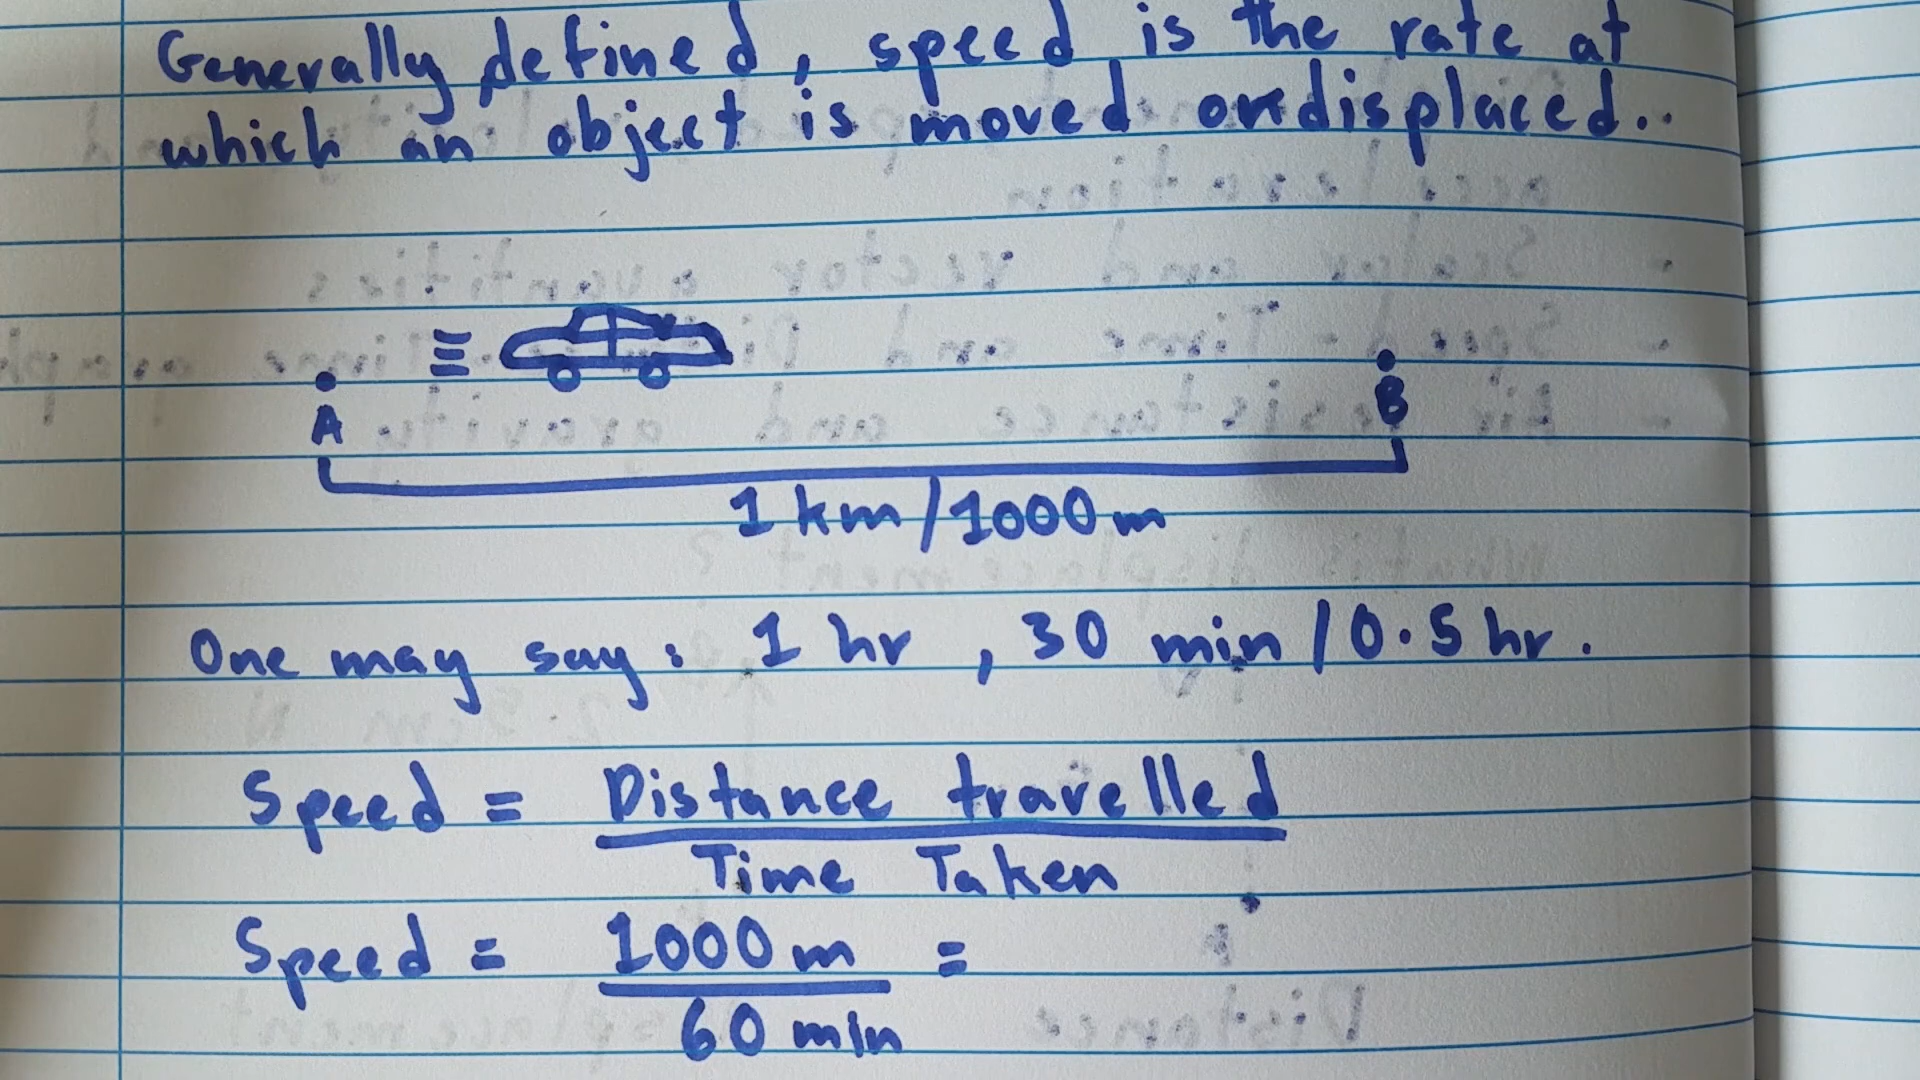 Generally defined, speed is the rate at
which an object is moved or displaced..
A
B
1 km/1000 m
One may say: 1 hr, 30 min / 0.5 hr.
Speed = Distance travelled
Time Taken
Speed = 1000 m =
60 min